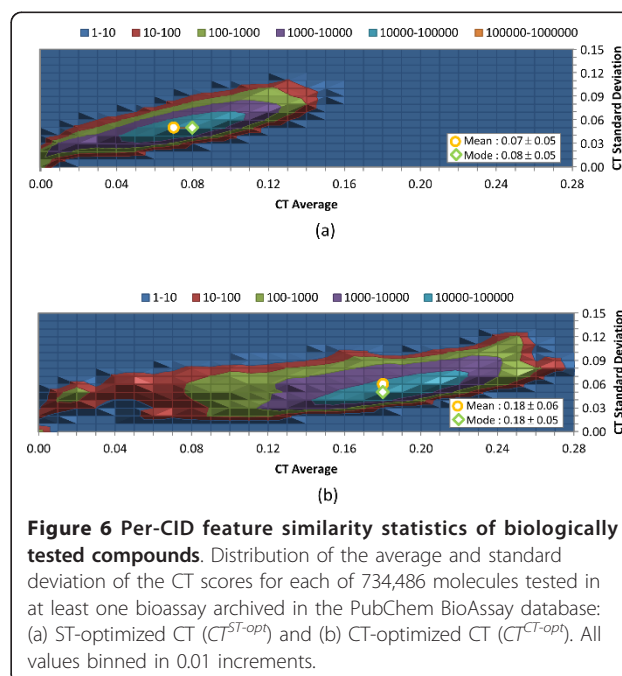 1-10 10-100 100-1000 1000-10000 10000-100000 100000-1000000
0.15
0.12
0.09
0.06
0.03
0.00
CT Standard Deviation
Mean : 0.07 ± 0.05
Mode : 0.08 ± 0.05
0.00 0.04 0.08 0.12 0.16 0.20 0.24 0.28
CT Average
(a)
1-10 10-100 100-1000 1000-10000 10000-100000
0.15
0.12
0.09
0.06
0.03
0.00
CT Standard Deviation
Mean : 0.18 ± 0.06
Mode : 0.18 ± 0.05
0.00 0.04 0.08 0.12 0.16 0.20 0.24 0.28
CT Average
(b)
Figure 6 Per-CID feature similarity statistics of biologically
tested compounds. Distribution of the average and standard
deviation of the CT scores for each of 734,486 molecules tested in
at least one bioassay archived in the PubChem BioAssay database:
(a) ST-optimized CT (CT^ST-opt) and (b) CT-optimized CT (CT^CT-opt). All
values binned in 0.01 increments.